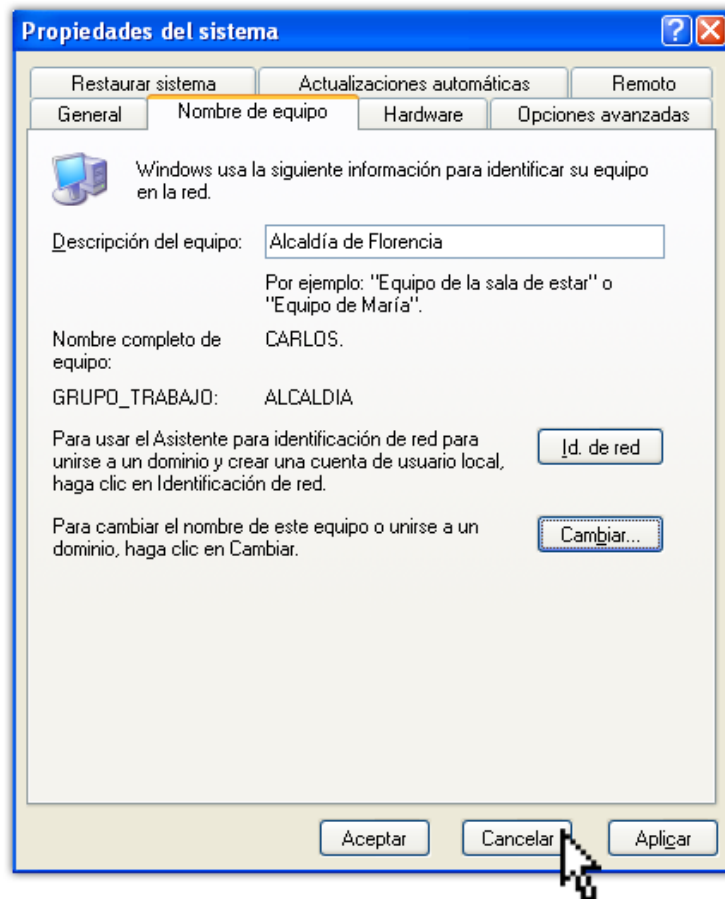 Propiedades del sistema
Restaurar sistema Actualizaciones automáticas Remoto
General Nombre de equipo Hardware Opciones avanzadas
Windows usa la siguiente información para identificar su equipo
en la red.
Descripción del equipo: Alcaldía de Florencia
Por ejemplo: "Equipo de la sala de estar" o
"Equipo de María".
Nombre completo de CARLOS.
equipo:
GRUPO_TRABAJO: ALCALDIA
Para usar el Asistente para identificación de red para
unirse a un dominio y crear una cuenta de usuario local,
haga clic en Identificación de red.
Id. de red
Para cambiar el nombre de este equipo o unirse a un
dominio, haga clic en Cambiar.
Cambiar...
Aceptar Cancelar Aplicar